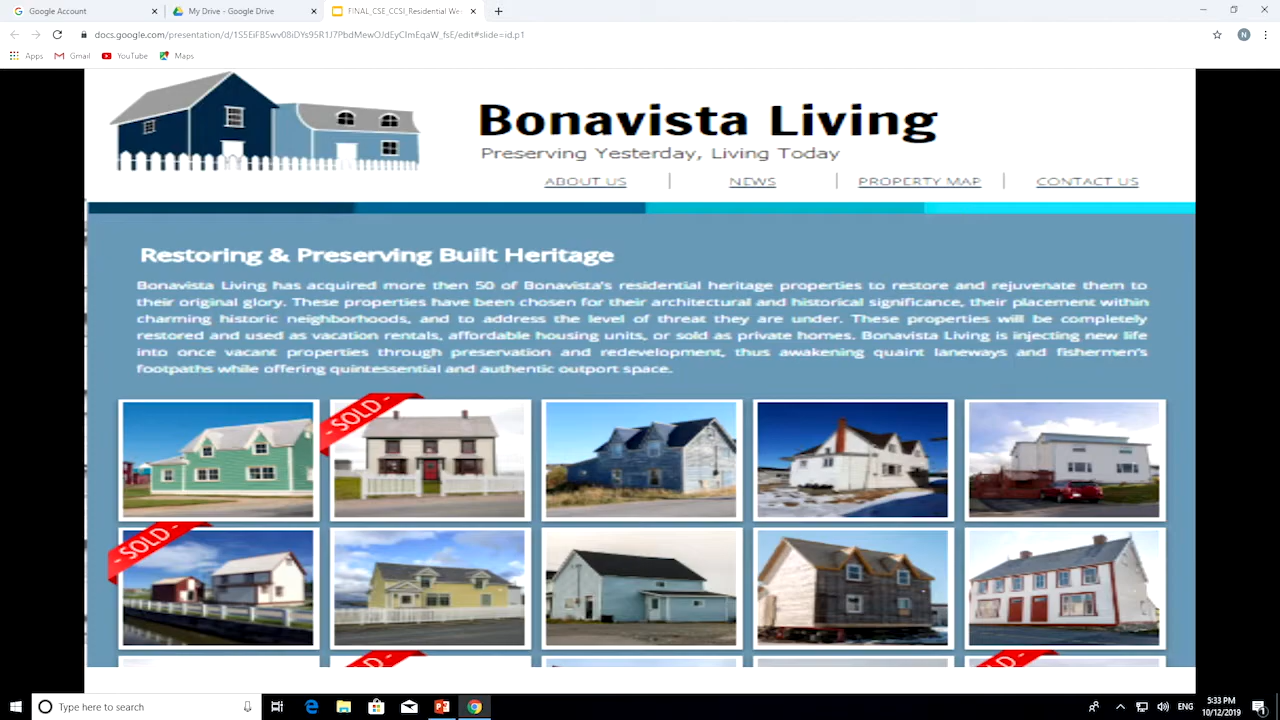 Google Account
My Drive - Google Drive
FINAL_CSE_CCSI_Residential We
docs.google.com/presentation/d/
/edit#slide=id.p1
Apps
Gmail
YouTube
Maps
Bonavista Living
Preserving Yesterday, Living Today
ABOUT US | NEWS | PROPERTY MAP | CONTACT US
Restoring & Preserving Built Heritage
Bonavista Living has acquired more then 50 of Bonavista's residential heritage properties to restore and rejuvenate them to
their original glory. These properties have been chosen for their architectural and historical significance, their placement within
charming historic neighborhoods, and to address the level of threat they are under. These properties will be completely
restored and used as vacation rentals, affordable housing units, or sold as private homes. Bonavista Living is injecting new life
into once vacant properties through preservation and redevelopment, thus awakening quaint laneways and fishermen's
footpaths while offering quintessential and authentic outport space.
- SOLD -
- SOLD -
Type here to search
ENG
5:33 PM
10/12/2019